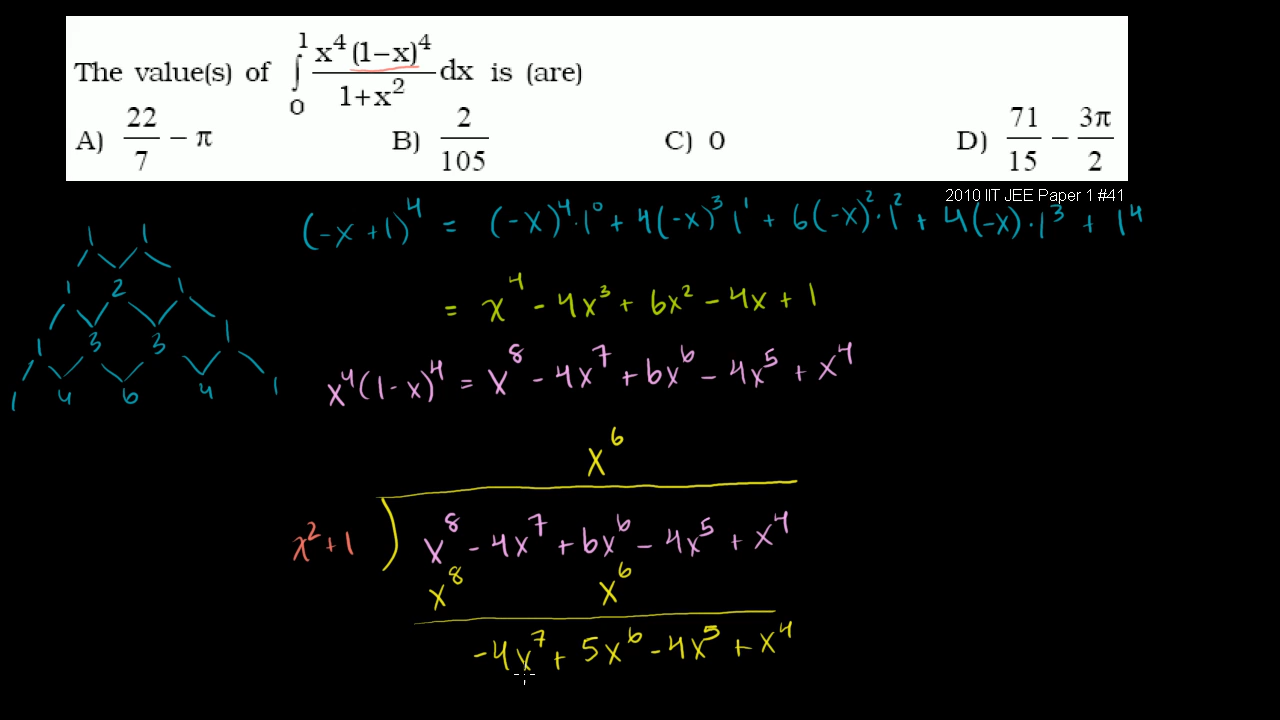 The value(s) of ∫₀¹ x⁴(1−x)⁴/(1+x²) dx is (are)
A) 22/7 − π B) 2/105 C) 0 D) 71/15 − 3π/2
2010 IIT JEE Paper 1 #41
(-x +1)⁴ = (-x)⁴·1⁰ + 4(-x)³1¹ + 6(-x)²·1² + 4(-x)·1³ + 1⁴
1 1
1 2 1
= x⁴ - 4x³ + 6x² - 4x + 1
1 3 3 1
x⁴(1-x)⁴ = x⁸ - 4x⁷ + 6x⁶ - 4x⁵ + x⁴
1 4 6 4 1
x⁶
x²+1 ) x⁸ - 4x⁷ + 6x⁶ - 4x⁵ + x⁴
x⁸ x⁶
-4x⁷ + 5x⁶ - 4x⁵ + x⁴